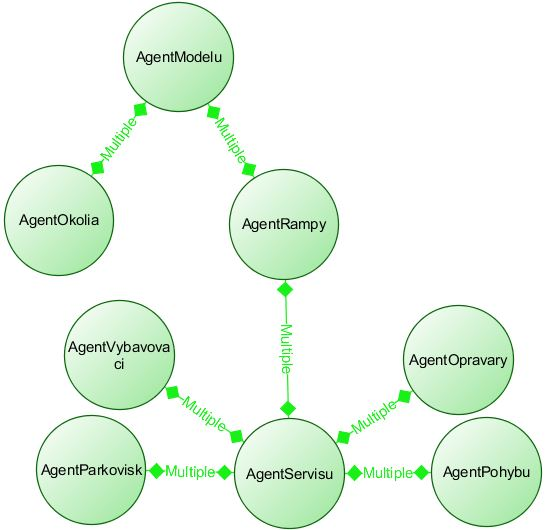 AgentModelu
Multiple
Multiple
AgentOkolia
AgentRampy
Multiple
AgentVybavova
ci
AgentOpravary
Multiple
Multiple
AgentParkovisk
Multiple
AgentServisu
Multiple
AgentPohybu